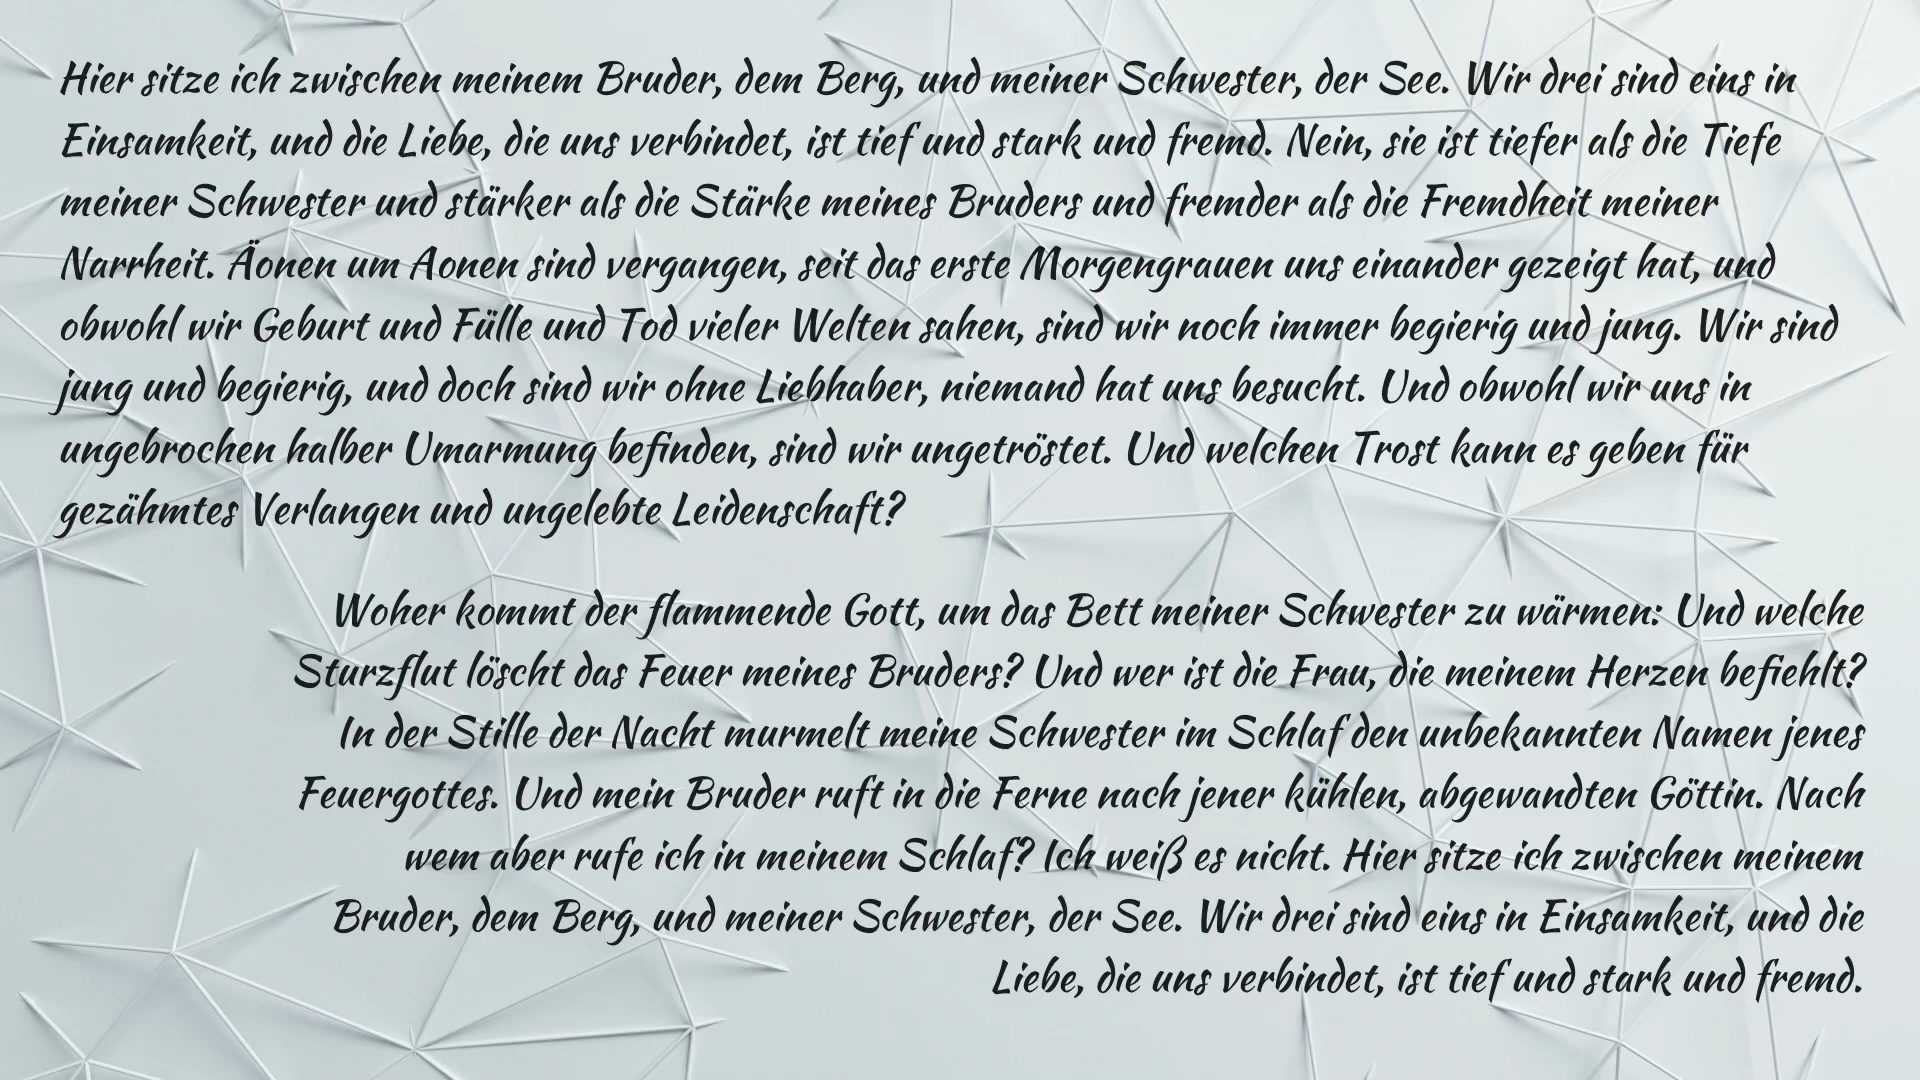 Hier sitze ich zwischen meinem Bruder, dem Berg, und meiner Schwester, der See. Wir drei sind eins in
Einsamkeit, und die Liebe, die uns verbindet, ist tief und stark und fremd. Nein, sie ist tiefer als die Tiefe
meiner Schwester und stärker als die Stärke meines Bruders und fremder als die Fremdheit meiner
Narrheit. Äonen um Aonen sind vergangen, seit das erste Morgengrauen uns einander gezeigt hat, und
obwohl wir Geburt und Fülle und Tod vieler Welten sahen, sind wir noch immer begierig und jung. Wir sind
jung und begierig, und doch sind wir ohne Liebhaber, niemand hat uns besucht. Und obwohl wir uns in
ungebrochen halber Umarmung befinden, sind wir ungetröstet. Und welchen Trost kann es geben für
gezähmtes Verlangen und ungelebte Leidenschaft?
Woher kommt der flammende Gott, um das Bett meiner Schwester zu wärmen: Und welche
Sturzflut löscht das Feuer meines Bruders? Und wer ist die Frau, die meinem Herzen befiehlt?
In der Stille der Nacht murmelt meine Schwester im Schlaf den unbekannten Namen jenes
Feuergottes. Und mein Bruder ruft in die Ferne nach jener kühlen, abgewandten Göttin. Nach
wem aber rufe ich in meinem Schlaf? Ich weiß es nicht. Hier sitze ich zwischen meinem
Bruder, dem Berg, und meiner Schwester, der See. Wir drei sind eins in Einsamkeit, und die
Liebe, die uns verbindet, ist tief und stark und fremd.